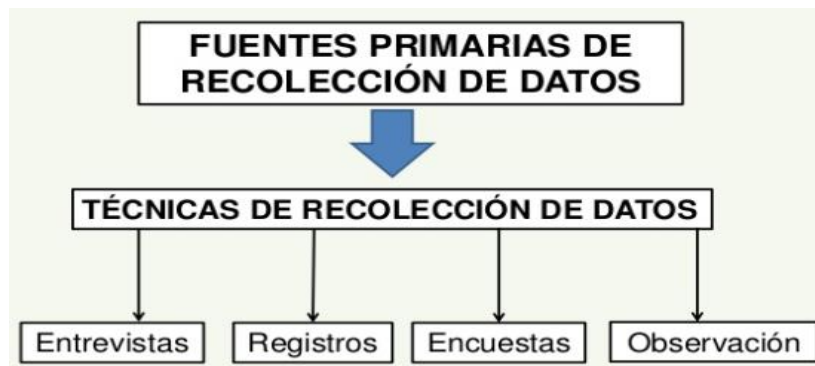 FUENTES PRIMARIAS DE
RECOLECCIÓN DE DATOS
TÉCNICAS DE RECOLECCIÓN DE DATOS
Entrevistas
Registros
Encuestas
Observación